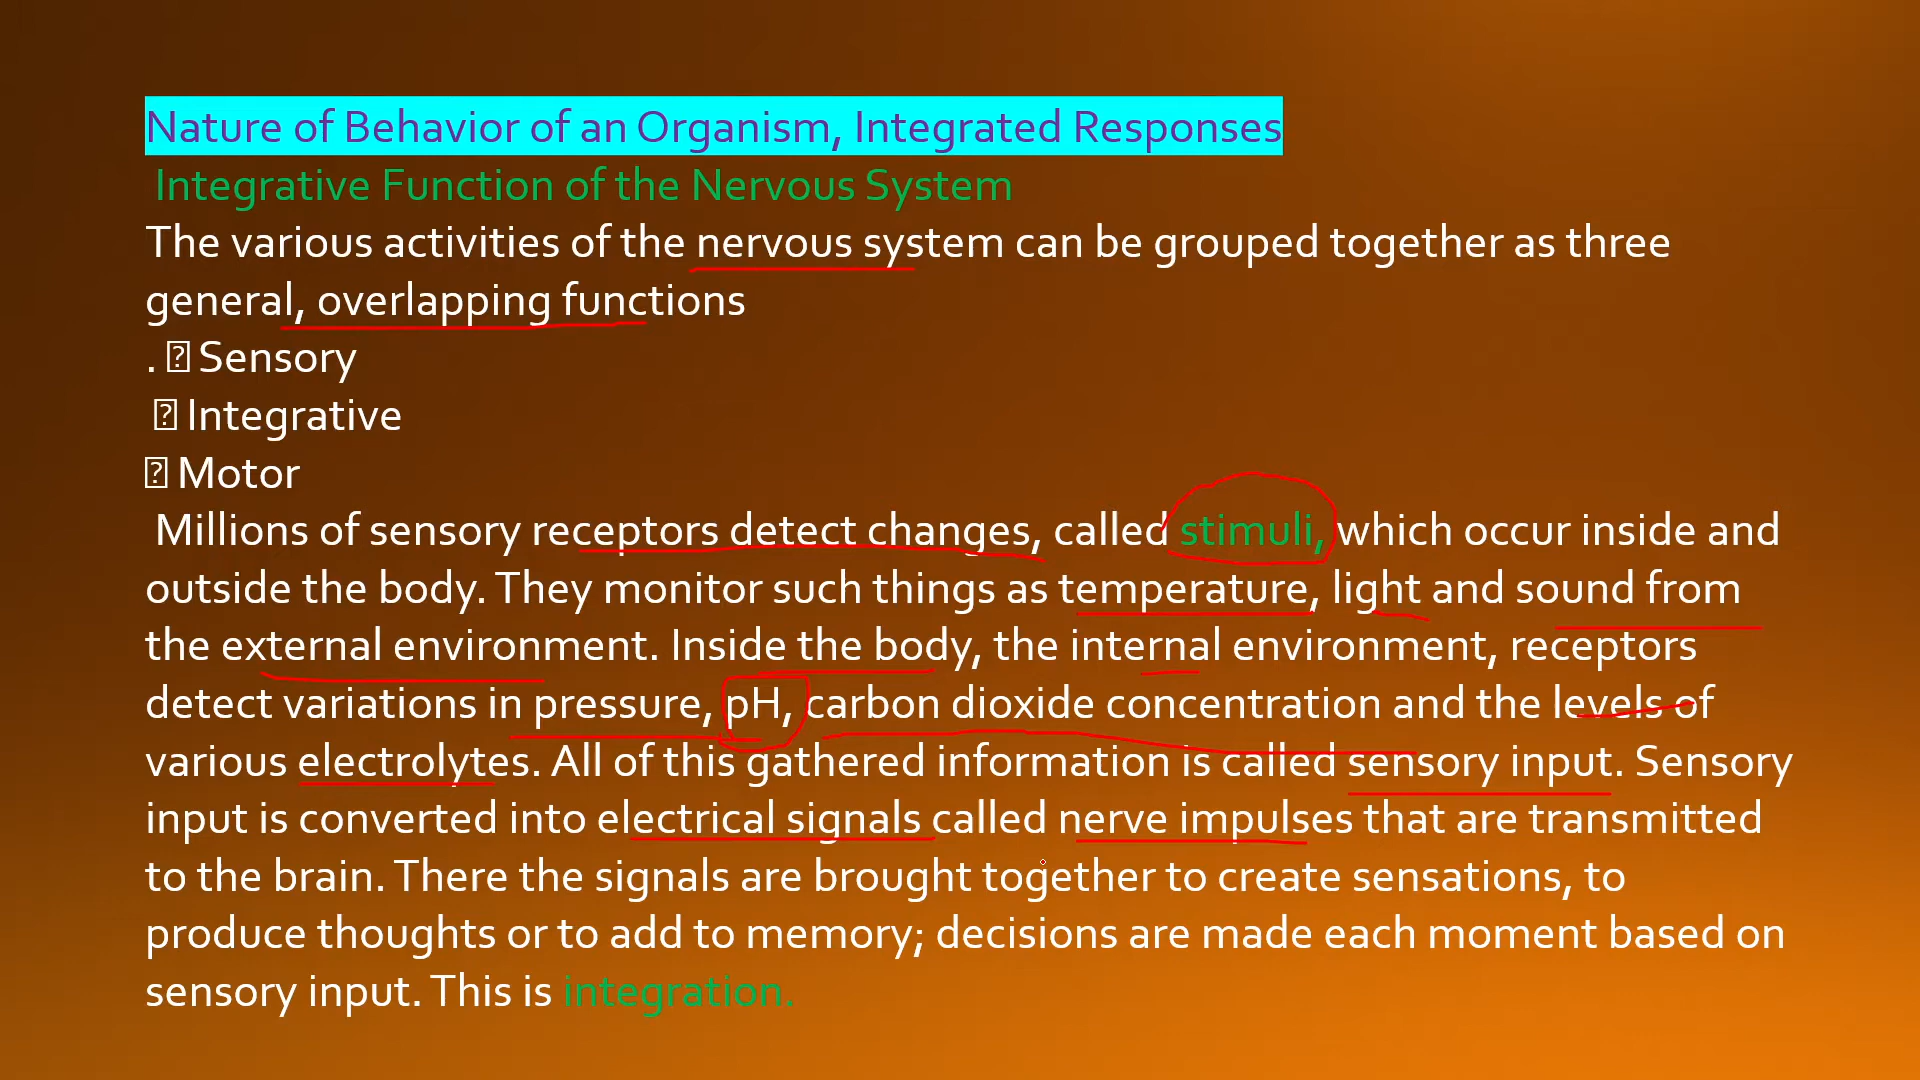 Nature of Behavior of an Organism, Integrated Responses
Integrative Function of the Nervous System
The various activities of the nervous system can be grouped together as three
general, overlapping functions
. ⍰ Sensory
⍰ Integrative
⍰ Motor
Millions of sensory receptors detect changes, called stimuli, which occur inside and
outside the body. They monitor such things as temperature, light and sound from
the external environment. Inside the body, the internal environment, receptors
detect variations in pressure, pH, carbon dioxide concentration and the levels of
various electrolytes. All of this gathered information is called sensory input. Sensory
input is converted into electrical signals called nerve impulses that are transmitted
to the brain. There the signals are brought together to create sensations, to
produce thoughts or to add to memory; decisions are made each moment based on
sensory input. This is integration.